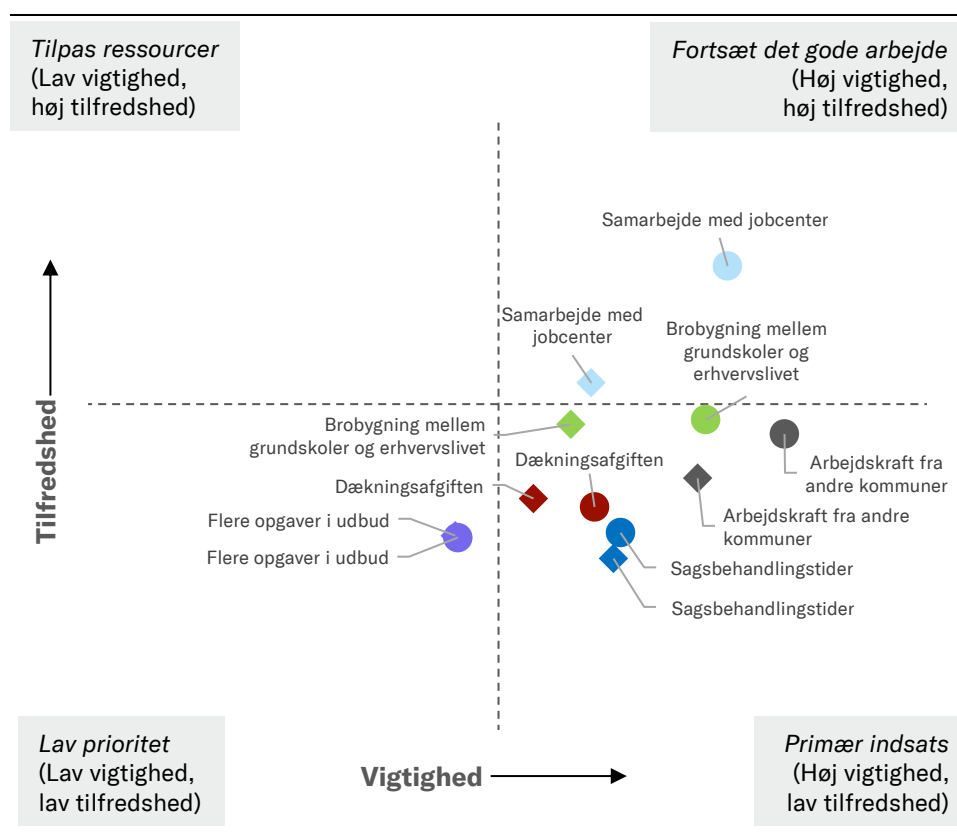 Tilpas ressourcer
(Lav vigtighed,
høj tilfredshed)
Fortsæt det gode arbejde
(Høj vigtighed,
høj tilfredshed)
Samarbejde med jobcenter
Samarbejde med
jobcenter
Brobygning mellem
grundskoler og
erhvervslivet
Tilfredshed
Brobygning mellem
grundskoler og erhvervslivet
Dækningsafgiften
Arbejdskraft fra
andre kommuner
Dækningsafgiften
Flere opgaver i udbud
Arbejdskraft fra andre
kommuner
Flere opgaver i udbud
Sagsbehandlingstider
Sagsbehandlingstider
Lav prioritet
(Lav vigtighed,
lav tilfredshed)
Vigtighed
Primær indsats
(Høj vigtighed,
lav tilfredshed)